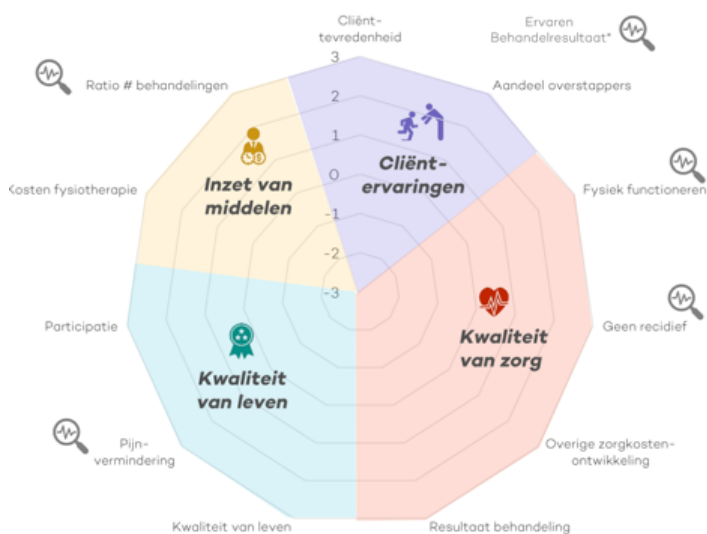 Cliënt-
tevredenheid
Ervaren
Behandelresultaat*
Ratio # behandelingen
Aandeel overstappers
3
2
1
0
-1
-2
-3
Cliënt-
ervaringen
Inzet van
middelen
Kosten fysiotherapie
Fysiek functioneren
Participatie
Geen recidief
Kwaliteit
van zorg
Kwaliteit
van leven
Pijn-
vermindering
Overige zorgkosten-
ontwikkeling
Kwaliteit van leven
Resultaat behandeling